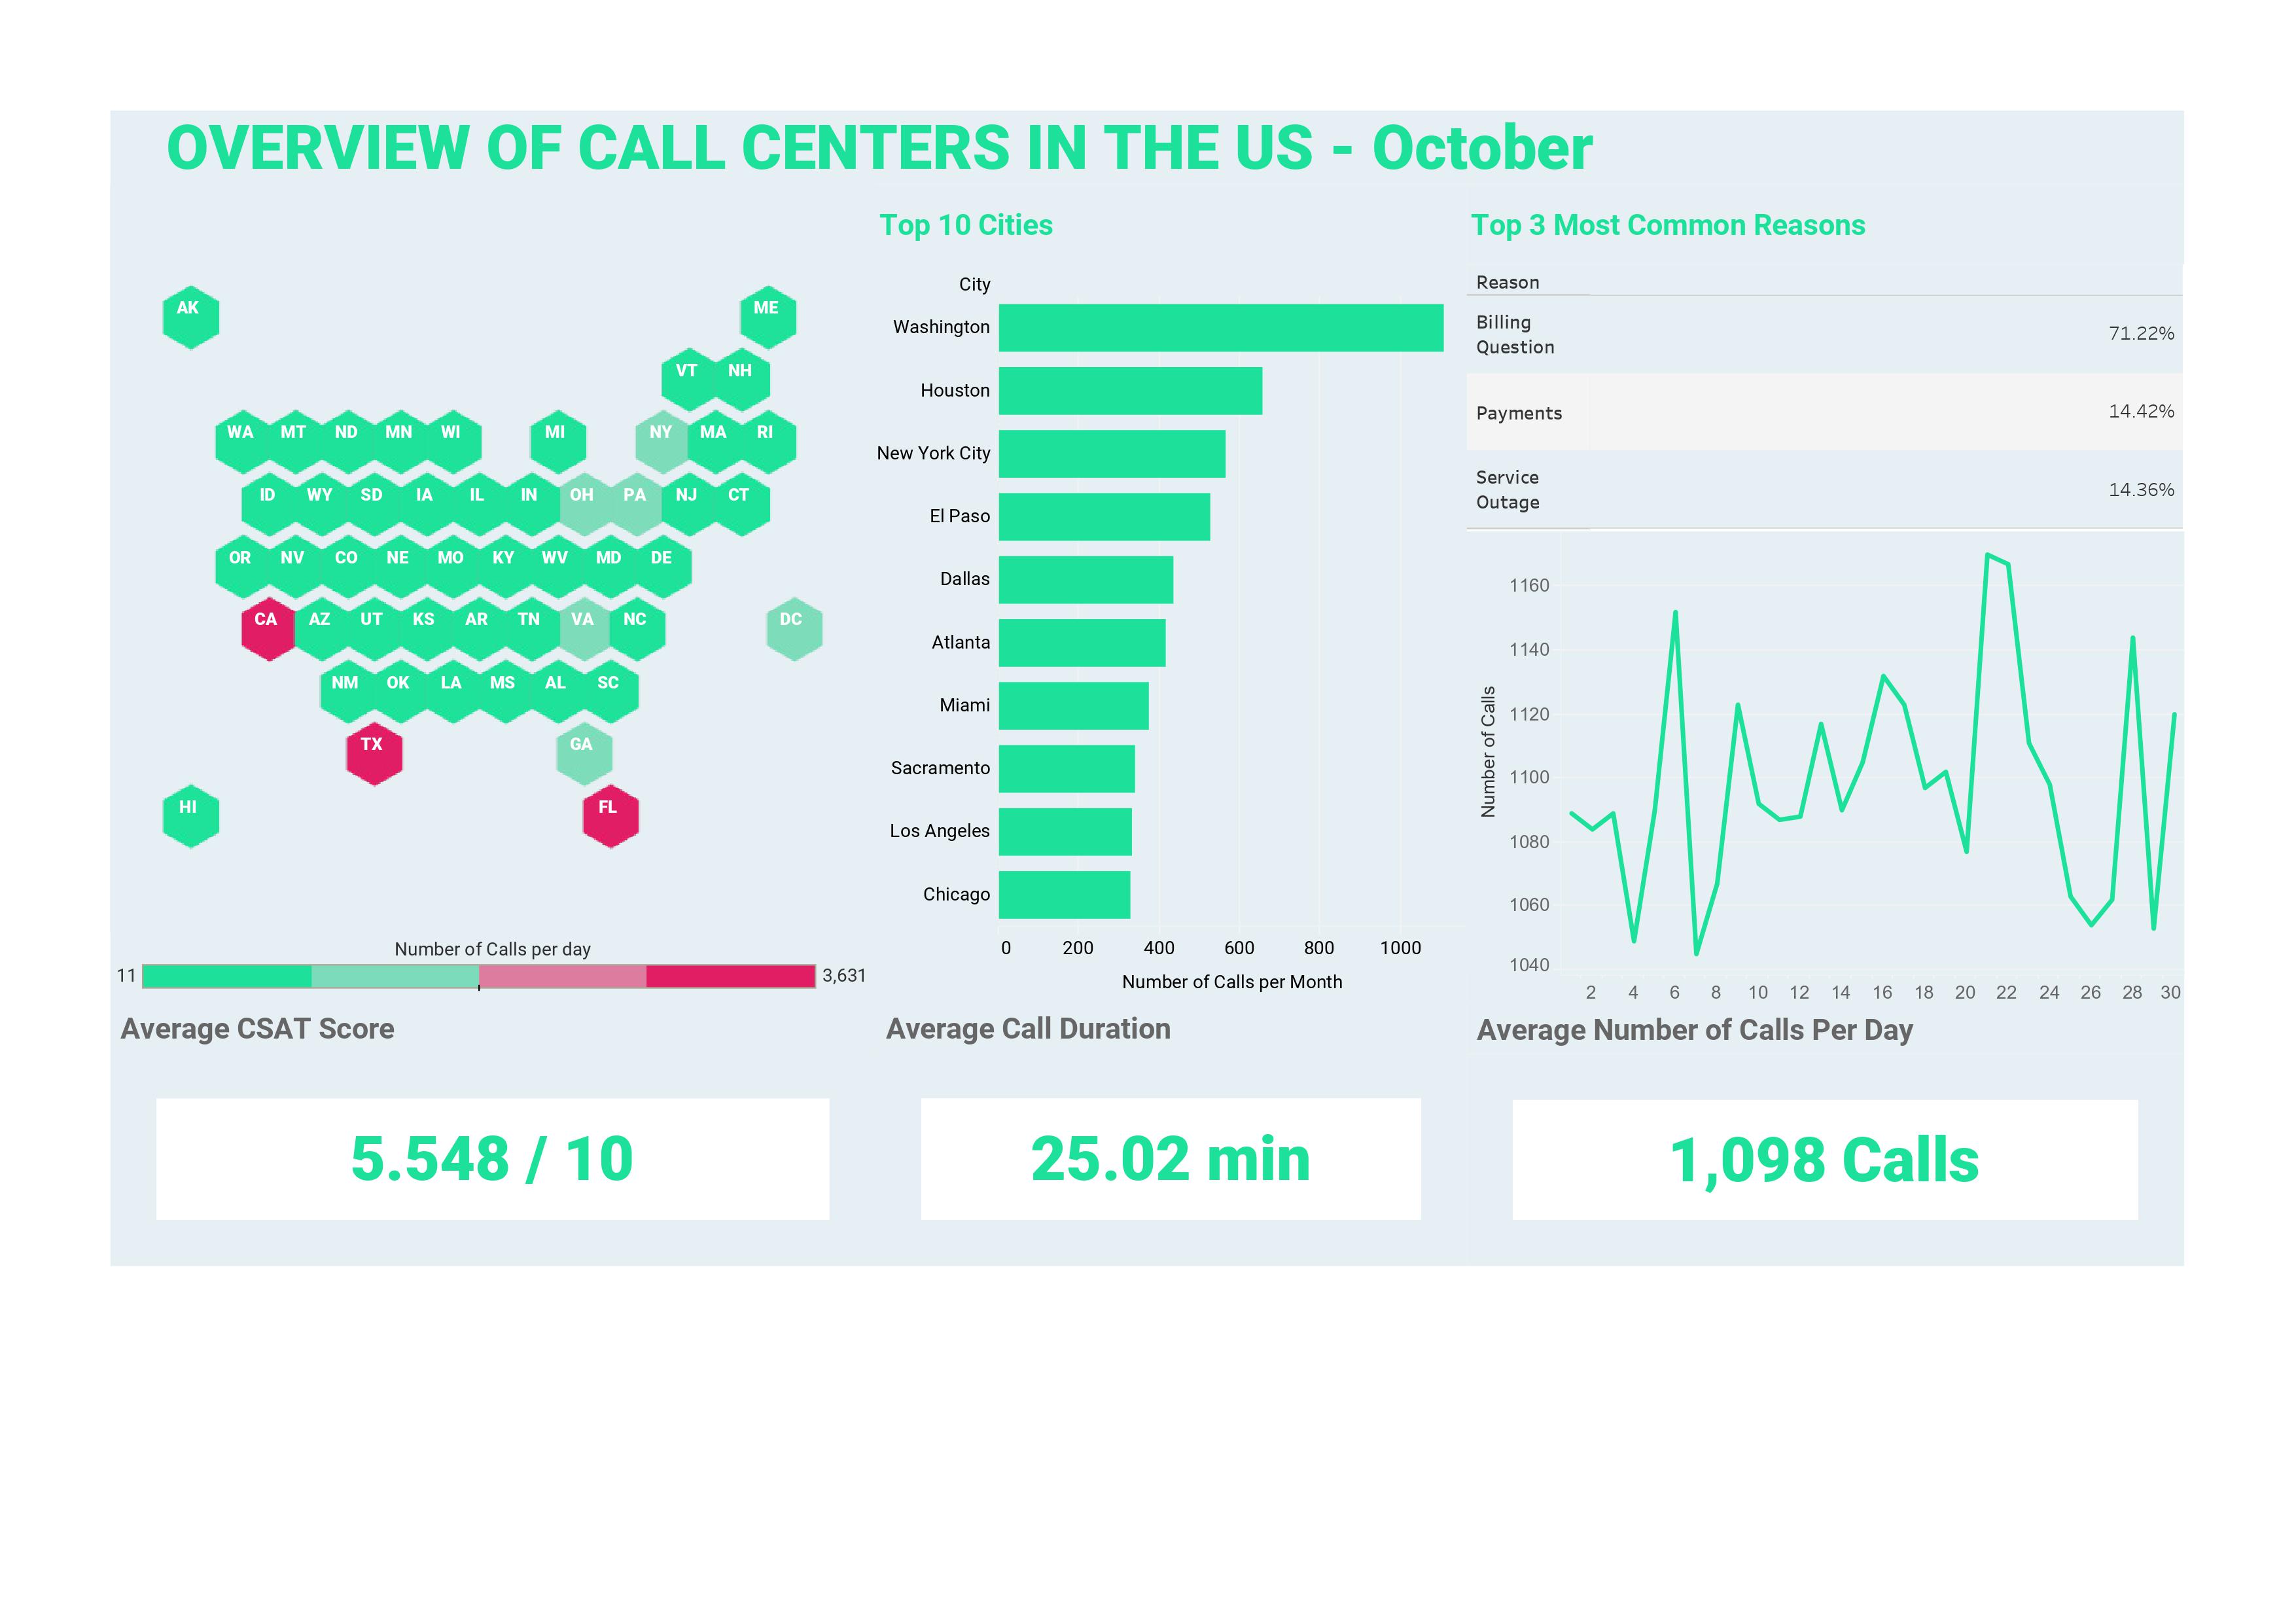 OVERVIEW OF CALL CENTERS IN THE US - October
AK
ME
VT NH
WA MT ND MN WI MI NY MA RI
ID WY SD IA IL IN OH PA NJ CT
OR NV CO NE MO KY WV MD DE
CA AZ UT KS AR TN VA NC DC
NM OK LA MS AL SC
TX GA
HI FL
Number of Calls per day
11 3,631
Top 10 Cities
City
Washington
Houston
New York City
El Paso
Dallas
Atlanta
Miami
Sacramento
Los Angeles
Chicago
0 200 400 600 800 1000
Number of Calls per Month
Top 3 Most Common Reasons
Reason
Billing
Question
71.22%
Payments 14.42%
Service
Outage
14.36%
Number of Calls
1160
1140
1120
1100
1080
1060
1040
2 4 6 8 10 12 14 16 18 20 22 24 26 28 30
Average CSAT Score
5.548 / 10
Average Call Duration
25.02 min
Average Number of Calls Per Day
1,098 Calls